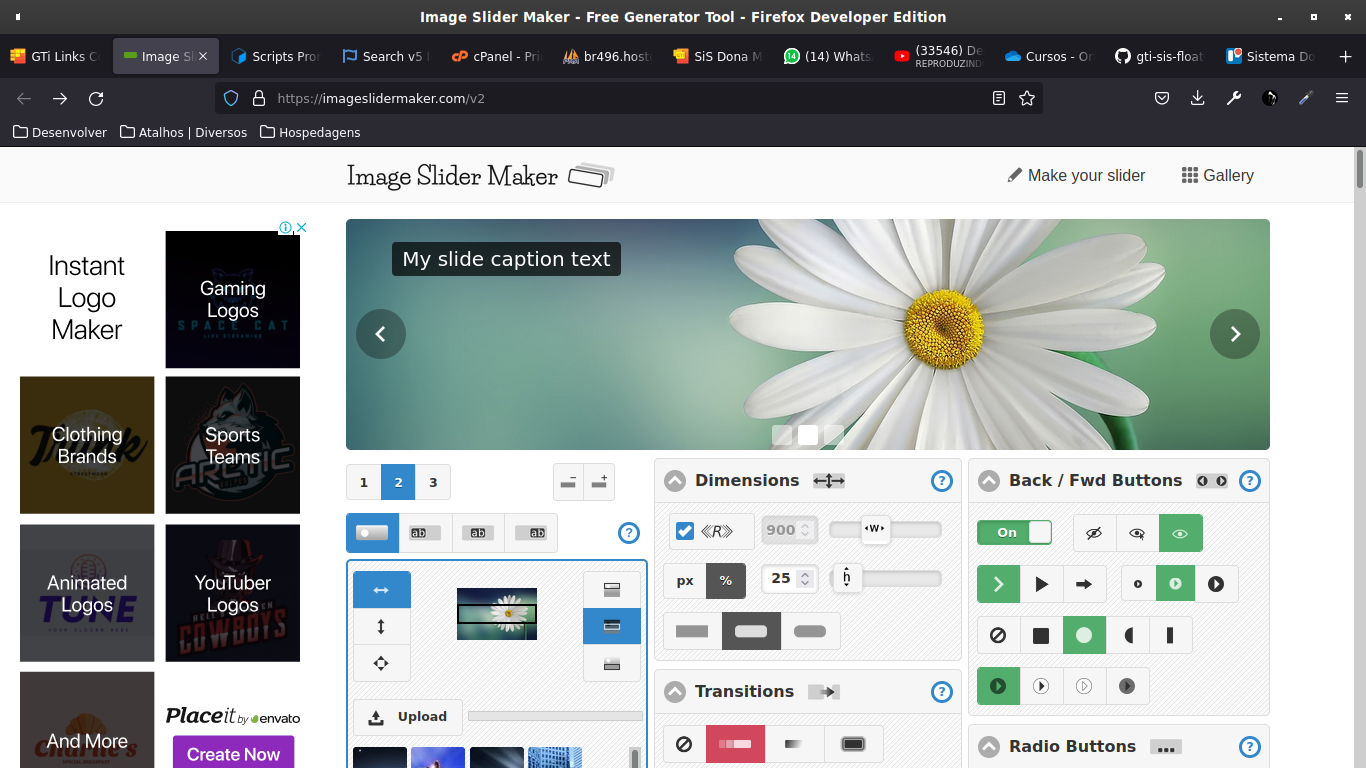 Image Slider Maker - Free Generator Tool - Firefox Developer Edition
GTi Links C
Image Sl
Scripts Pro
Search v5
cPanel - Pri
br496.host
SiS Dona M
(14) Whats
(33546) De
REPRODUZIND
Cursos - On
gti-sis-float
Sistema Do
https://imageslidermaker.com/v2
Desenvolver
Atalhos | Diversos
Hospedagens
Image Slider Maker
Make your slider
Gallery
Instant
Logo
Maker
Gaming
Logos
SPACE CAT
LIVE STREAMING
Clothing
Brands
Sports
Teams
Animated
Logos
TUNE
YouTuber
Logos
COWBOYS
And More
Placeit by envato
Create Now
My slide caption text
1 2 3
ab ab ab
Upload
Dimensions
R 900 W
px % 25 h
Transitions
Back / Fwd Buttons
On
Radio Buttons